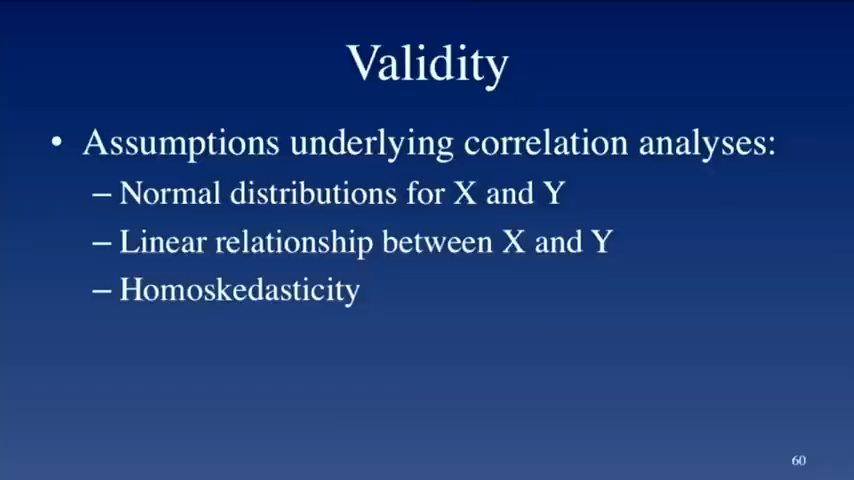 Validity
• Assumptions underlying correlation analyses:
– Normal distributions for X and Y
– Linear relationship between X and Y
– Homoskedasticity
60